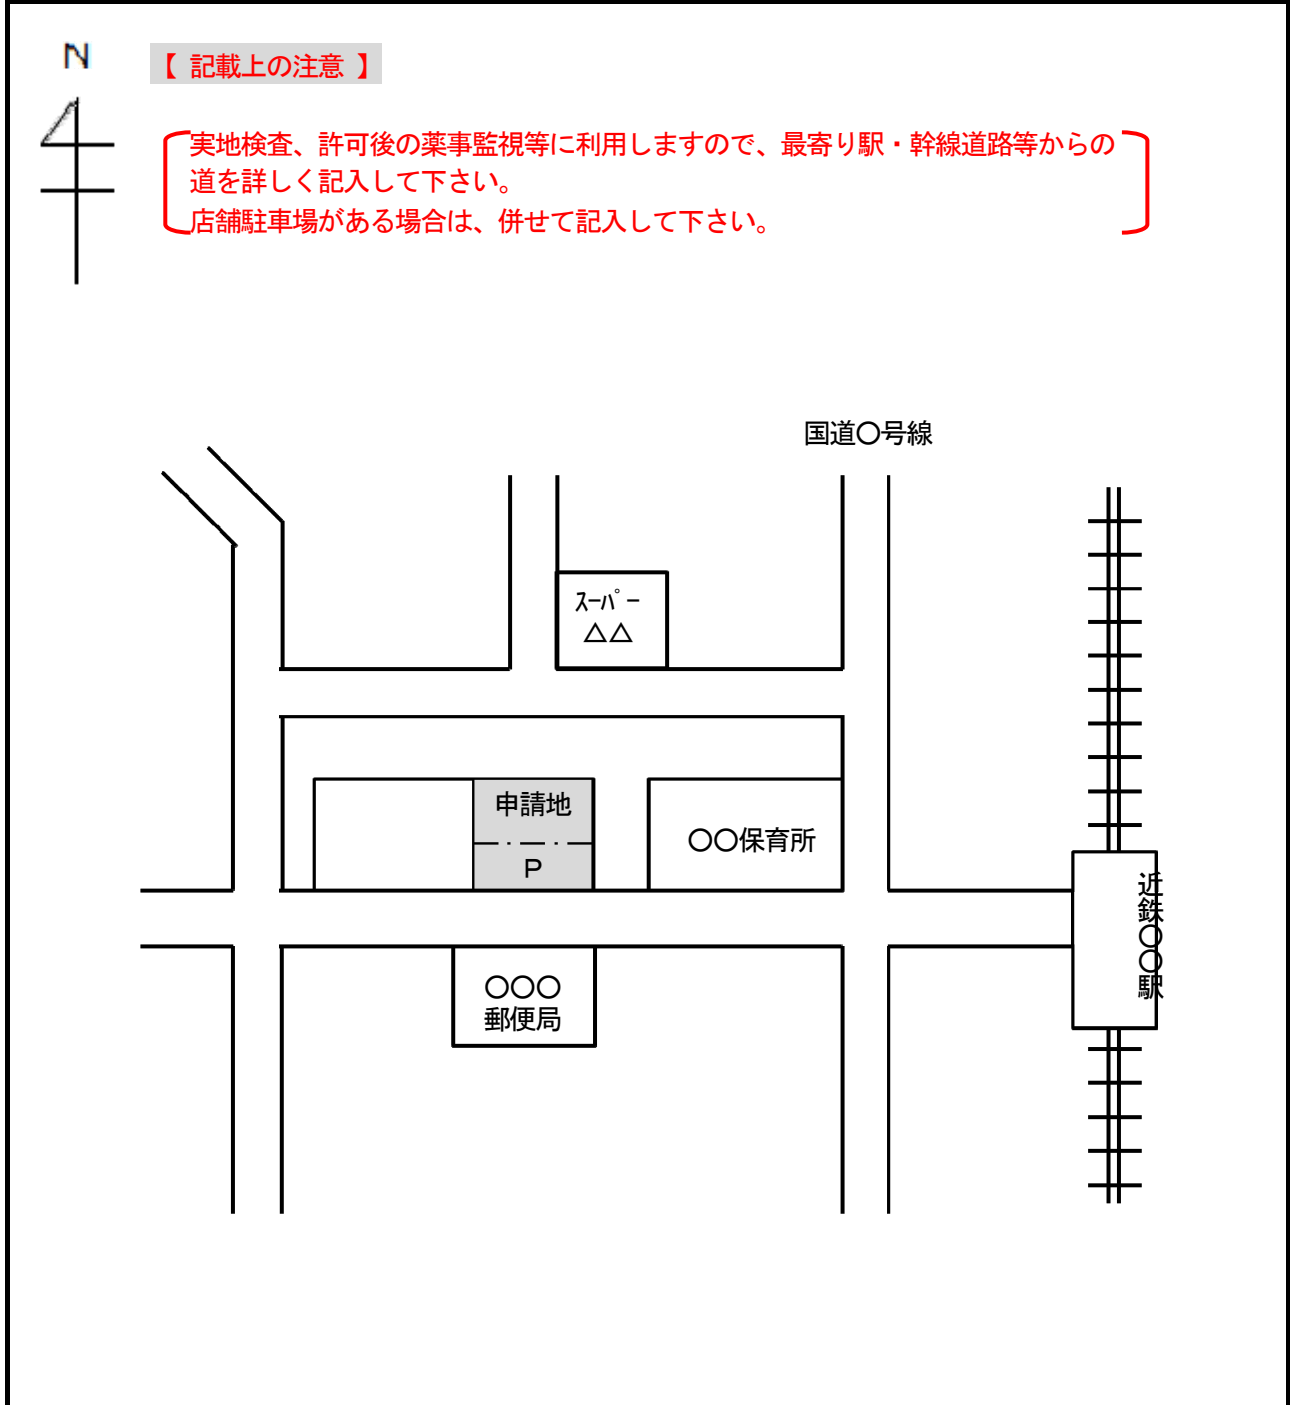 N
【 記載上の注意 】
実地検査、許可後の薬事監視等に利用しますので、最寄り駅・幹線道路等からの
道を詳しく記入して下さい。
店舗駐車場がある場合は、併せて記入して下さい。
国道○号線
ｽｰﾊﾟｰ
△△
申請地
P
○○保育所
近鉄○○駅
○○○
郵便局